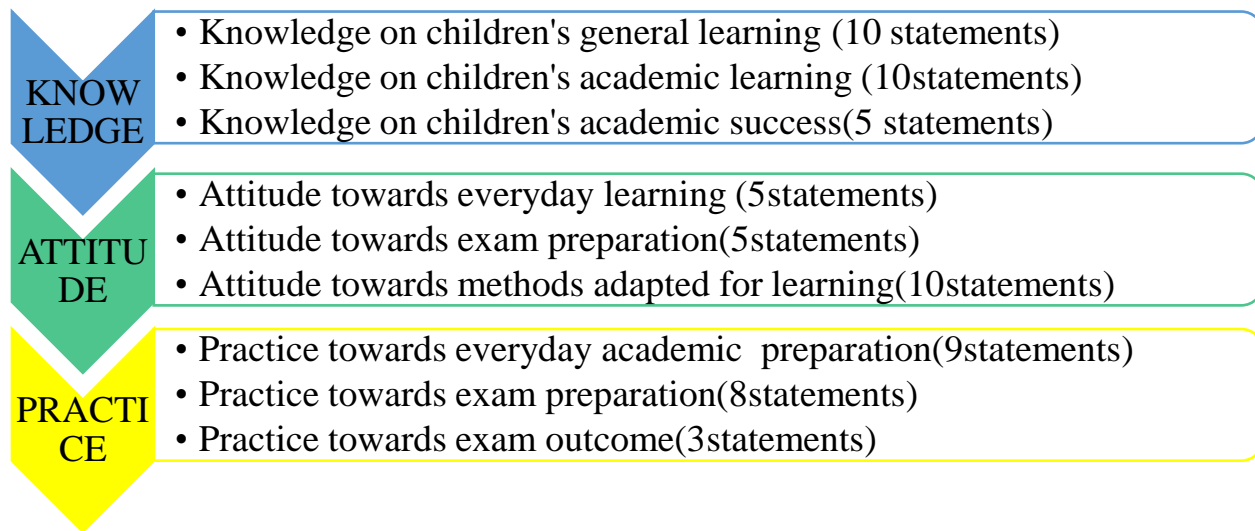 KNOW
LEDGE
• Knowledge on children's general learning (10 statements)
• Knowledge on children's academic learning (10statements)
• Knowledge on children's academic success(5 statements)
ATTITU
DE
• Attitude towards everyday learning (5statements)
• Attitude towards exam preparation(5statements)
• Attitude towards methods adapted for learning(10statements)
PRACTI
CE
• Practice towards everyday academic  preparation(9statements)
• Practice towards exam preparation(8statements)
• Practice towards exam outcome(3statements)